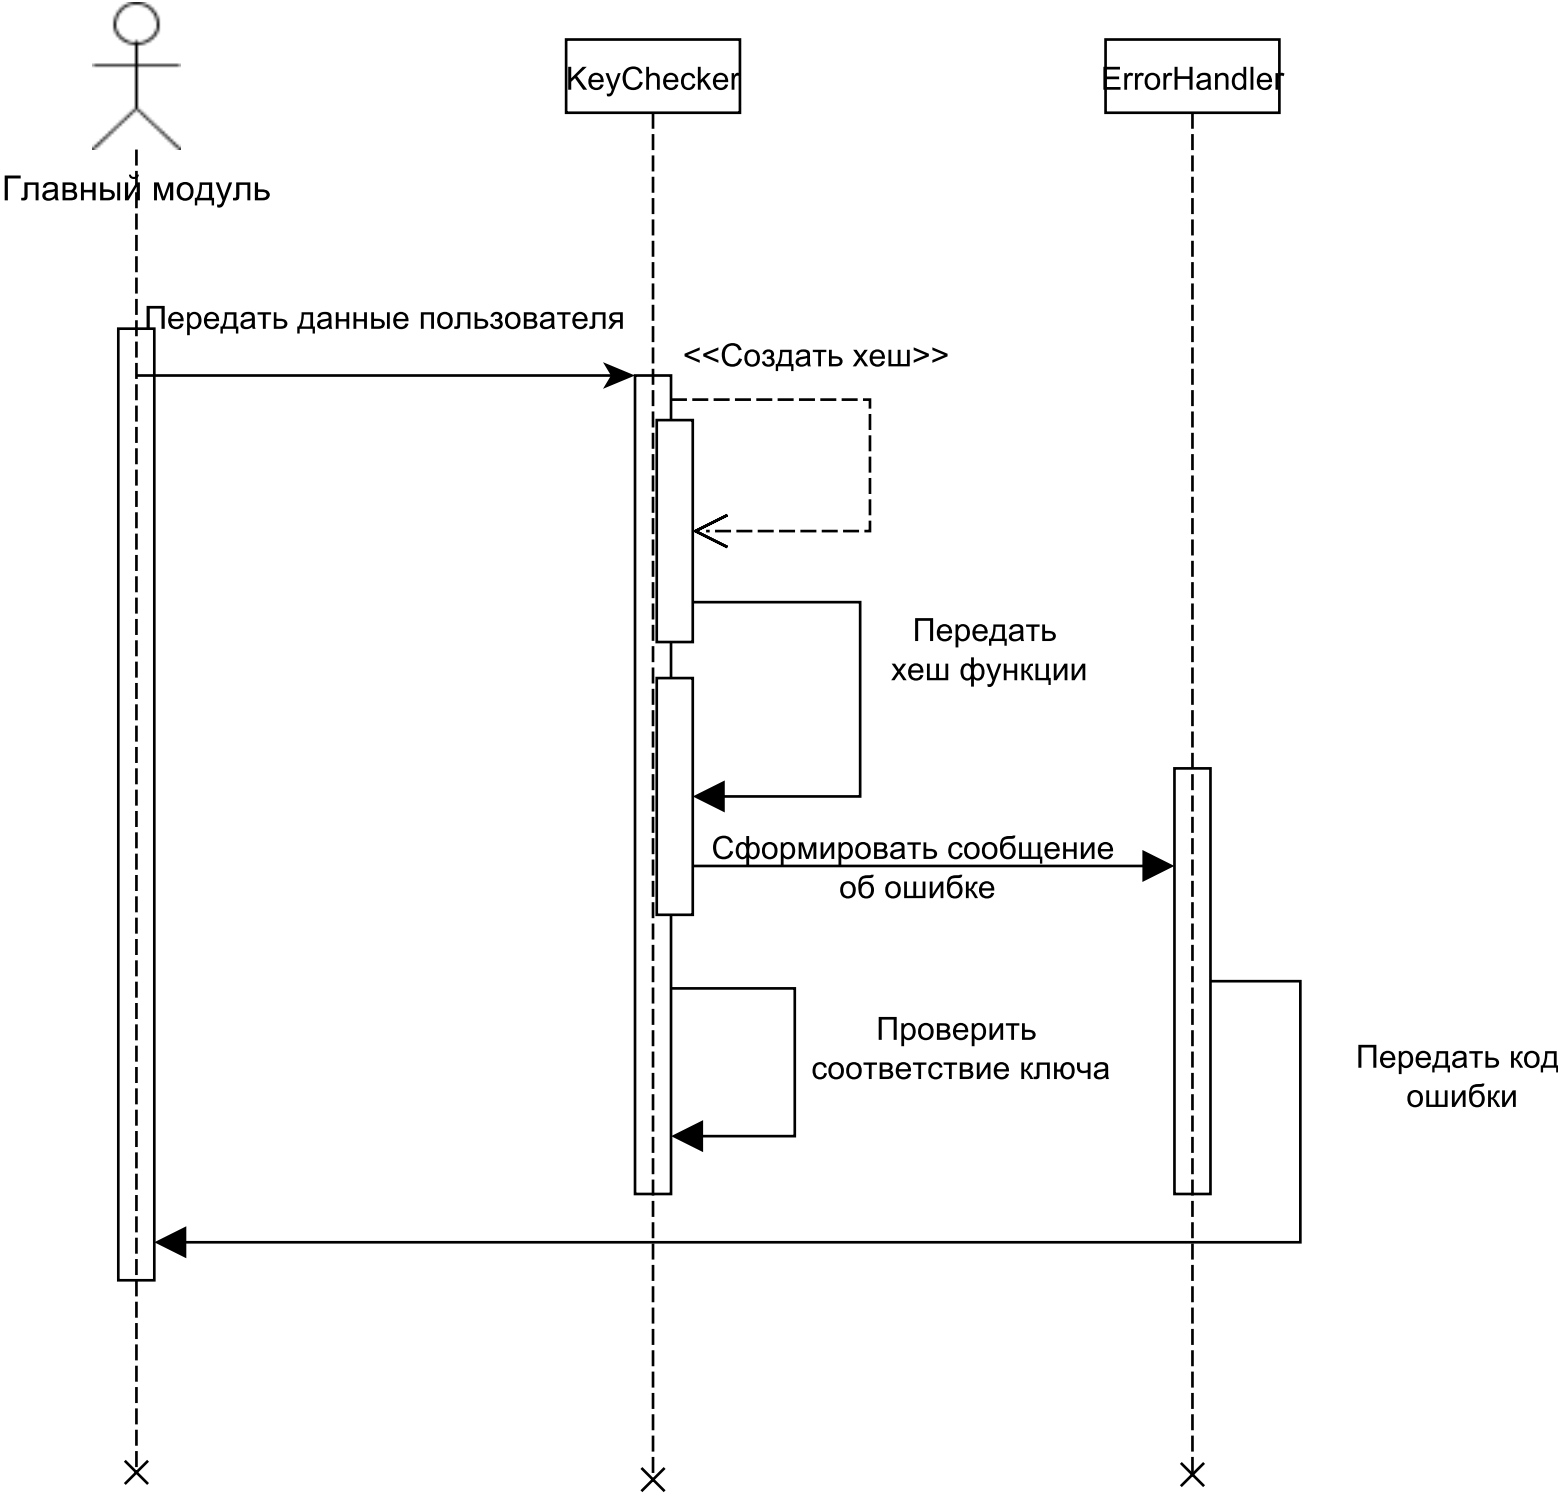 KeyChecker
ErrorHandler
Главный модуль
Передать данные пользователя
<<Создать хеш>>
Передать
хеш функции
Сформировать сообщение
об ошибке
Проверить
соответствие ключа
Передать код
ошибки